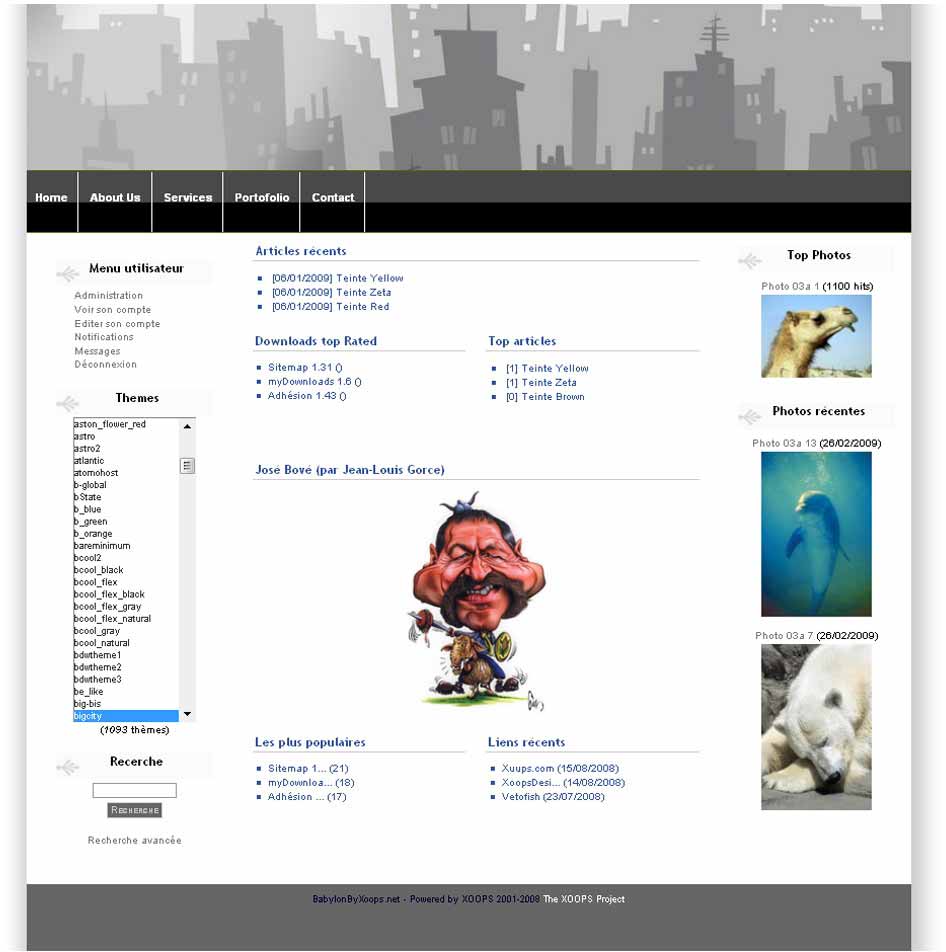 Home
About Us
Services
Portofolio
Contact
Menu utilisateur
Administration
Voir son compte
Editer son compte
Notifications
Messages
Déconnexion
Themes
aston_flower_red
astro
astro2
atlantic
atomohost
b-global
bState
b_blue
b_green
b_orange
bareminimum
bcool2
bcool_black
bcool_flex
bcool_flex_black
bcool_flex_gray
bcool_flex_natural
bcool_gray
bcool_natural
bdwtheme1
bdwtheme2
bdwtheme3
be_like
big-bis
bigcity
(1093 thèmes)
Recerche
Recherche
Recherche avancée
Articles récents
[06/01/2009] Teinte Yellow
[06/01/2009] Teinte Zeta
[06/01/2009] Teinte Red
Downloads top Rated
Sitemap 1.31 ()
myDownloads 1.6 ()
Adhésion 1.43 ()
Top articles
[1] Teinte Yellow
[1] Teinte Zeta
[0] Teinte Brown
José Bové (par Jean-Louis Gorce)
Les plus populaires
Sitemap 1... (21)
myDownloa... (18)
Adhésion ... (17)
Liens récents
Xuups.com (15/08/2008)
XoopsDesi... (14/08/2008)
Vetofish (23/07/2008)
Top Photos
Photo 03a 1 (1100 hits)
Photos récentes
Photo 03a 13 (26/02/2009)
Photo 03a 7 (26/02/2009)
BabylonByXoops.net - Powered by XOOPS 2001-2008 The XOOPS Project